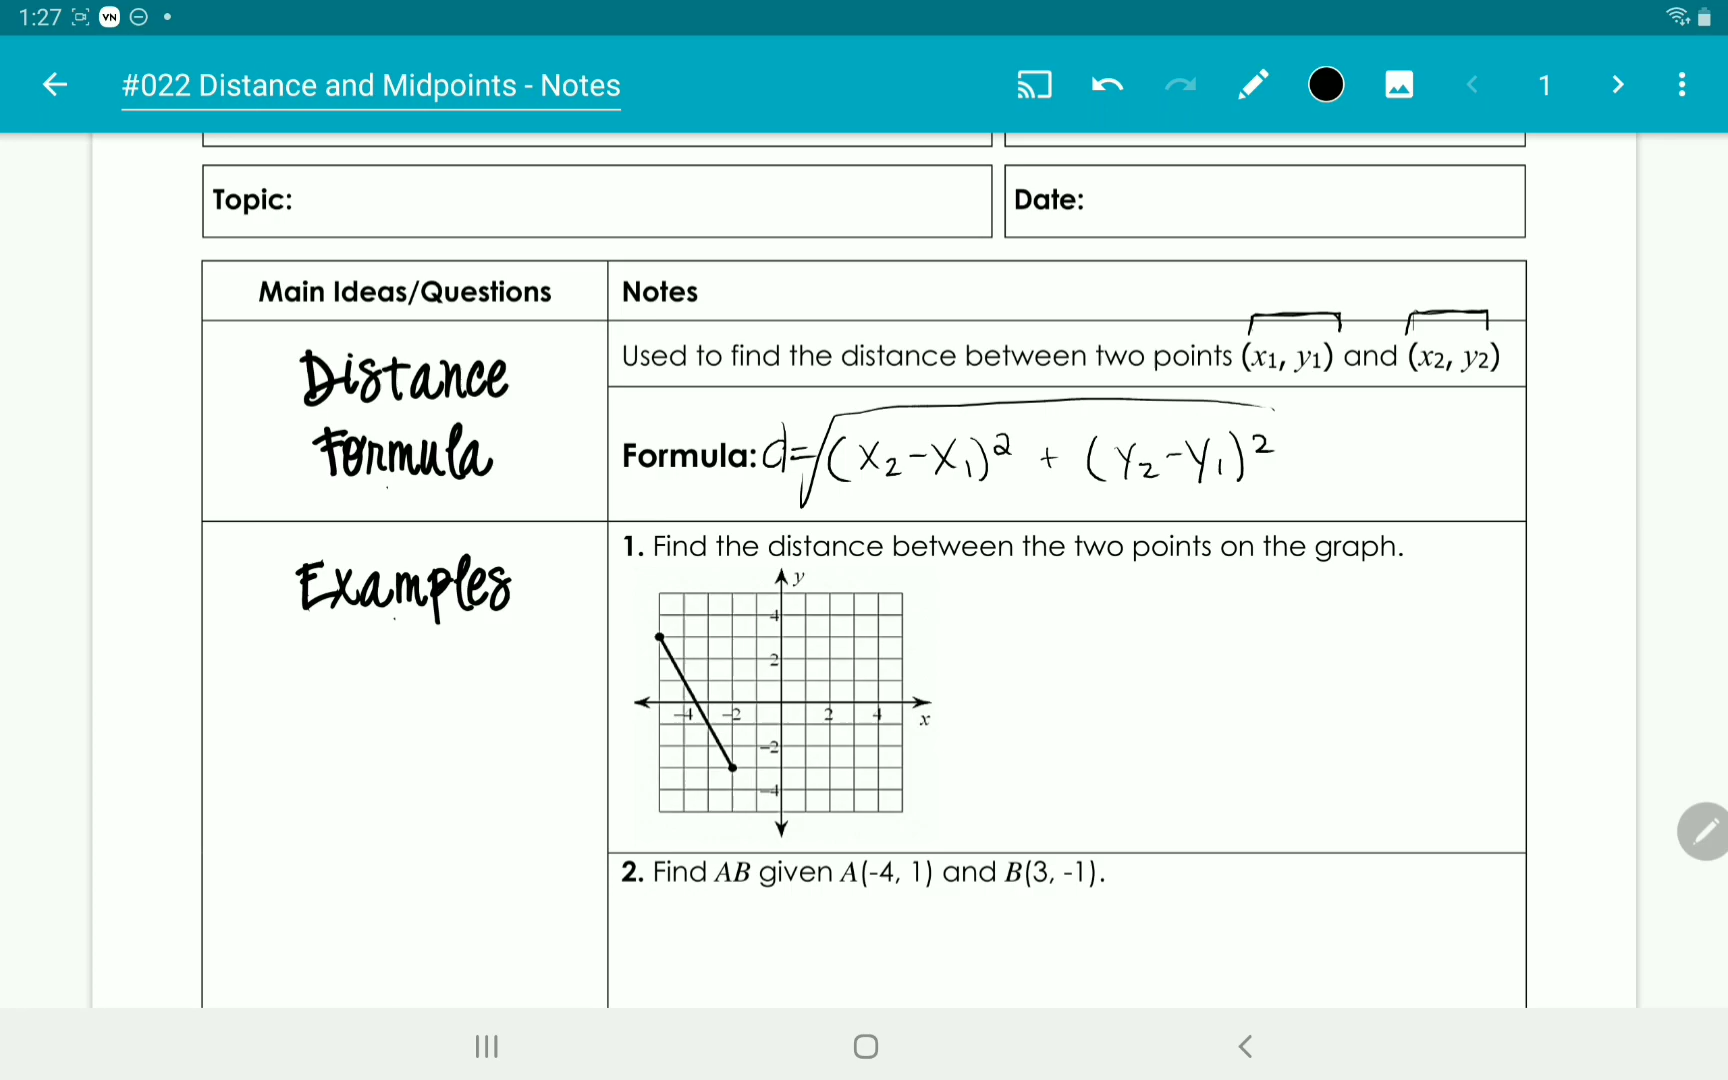 1:27 VN
#022 Distance and Midpoints - Notes 1
Topic: Date:
Main Ideas/Questions Notes
Distance
Formula
Used to find the distance between two points (x1, y1) and (x2, y2)
Formula: d=√(x₂-x₁)² + (y₂-y₁)²
Examples
1. Find the distance between the two points on the graph.
y
4
2
-4 -2 2 4 x
-2
-4
2. Find AB given A(-4, 1) and B(3, -1).